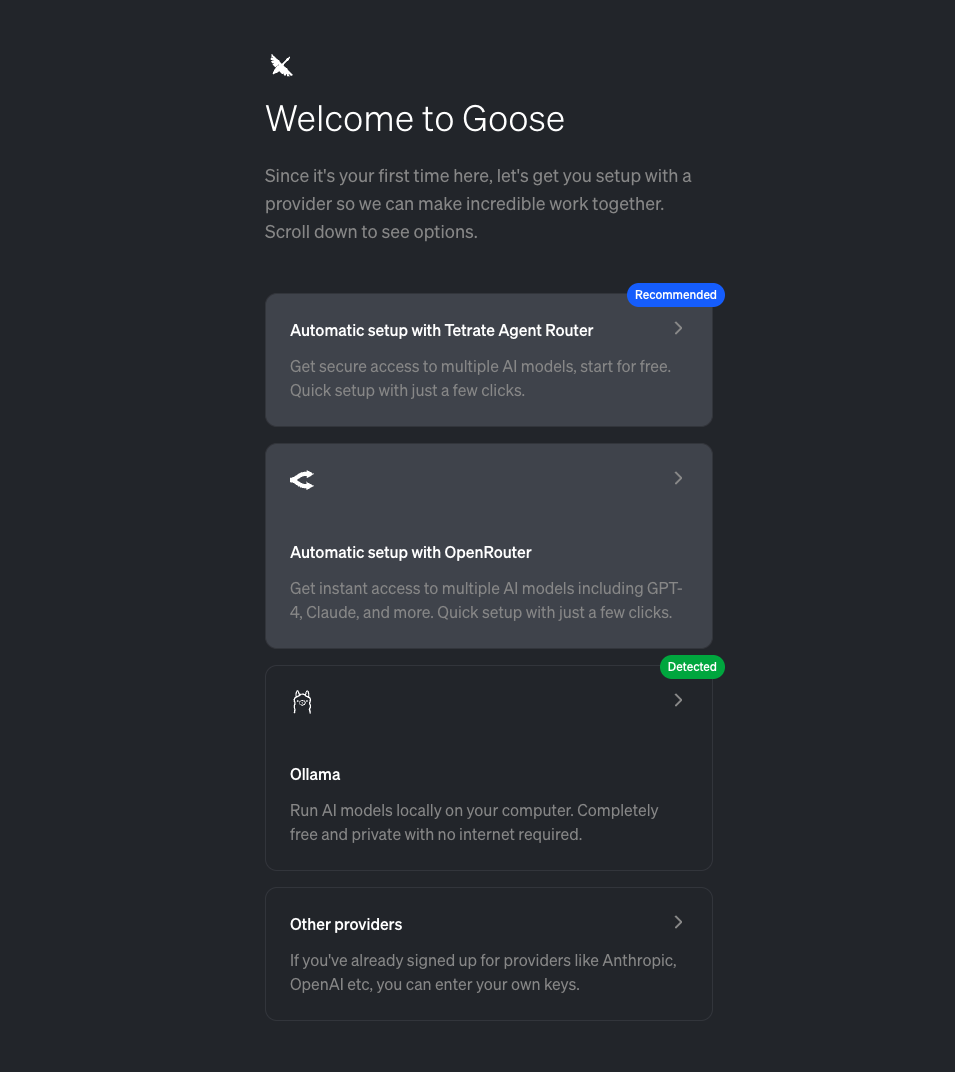 Welcome to Goose
Since it's your first time here, let's get you setup with a
provider so we can make incredible work together.
Scroll down to see options.
Recommended
Automatic setup with Tetrate Agent Router
Get secure access to multiple AI models, start for free.
Quick setup with just a few clicks.
Automatic setup with OpenRouter
Get instant access to multiple AI models including GPT-
4, Claude, and more. Quick setup with just a few clicks.
Detected
Ollama
Run AI models locally on your computer. Completely
free and private with no internet required.
Other providers
If you've already signed up for providers like Anthropic,
OpenAI etc, you can enter your own keys.